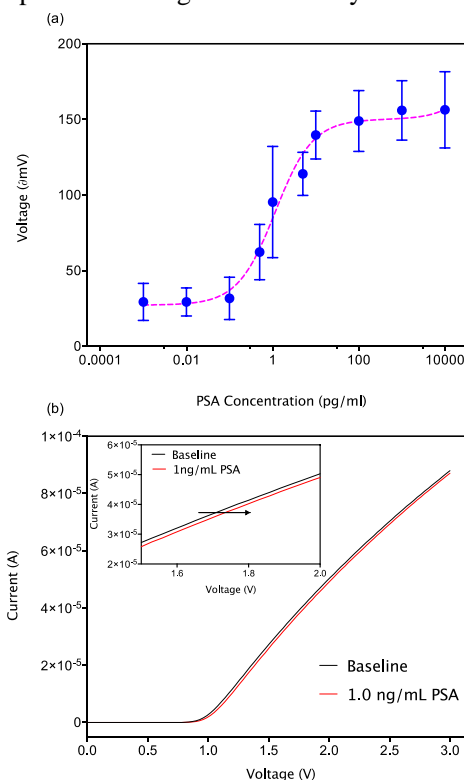 (a)
200
150
100
50
0
Voltage (∂mV)
0.0001
0.01
1
100
10000
PSA Concentration (pg/ml)
(b)
1×10-4
8×10-5
6×10-5
4×10-5
2×10-5
0
Current (A)
6×10-5
5×10-5
4×10-5
3×10-5
2×10-5
Current (A)
Baseline
1ng/mL PSA
1.6
1.8
2.0
Voltage (V)
Baseline
1.0 ng/mL PSA
0.0
0.5
1.0
1.5
2.0
2.5
3.0
Voltage (V)